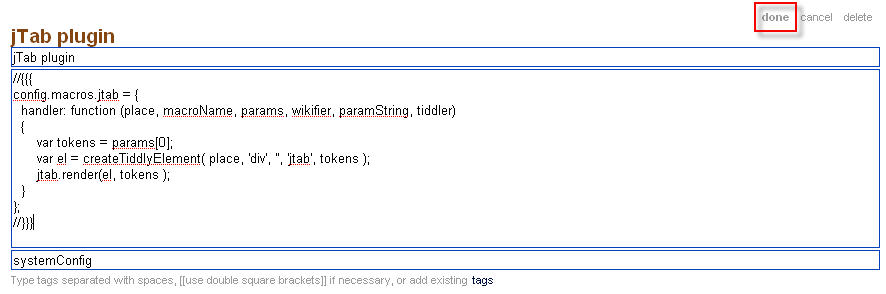 done cancel delete
jTab plugin
jTab plugin
//{{{
config.macros.jtab = {
handler: function (place, macroName, params, wikifier, paramString, tiddler)
{
var tokens = params[0];
var el = createTiddlyElement( place, 'div', '', 'jtab', tokens );
jtab.render(el, tokens );
}
};
//}}}
systemConfig
Type tags separated with spaces, [[use double square brackets]] if necessary, or add existing tags